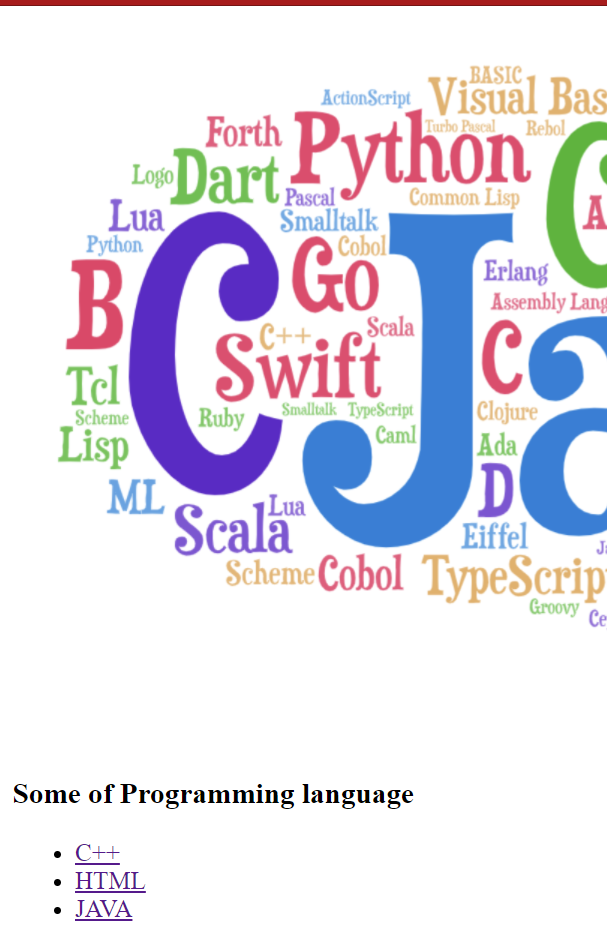 BASIC
ActionScript
Visual Bas
Turbo Pascal
Rebol
Forth
Python
Logo
Dart
Pascal
Common Lisp
Lua
Smalltalk
A
Python
Cobol
B
Go
Erlang
C
J
Assembly Lang
C++
Scala
Swift
C
a
Tcl
Scheme
Ruby
Smalltalk
TypeScript
Clojure
Lisp
Caml
Ada
ML
D
Lua
Scala
Eiffel
Scheme
Cobol
TypeScrip
Groovy
Ce
Some of Programming language
C++
HTML
JAVA